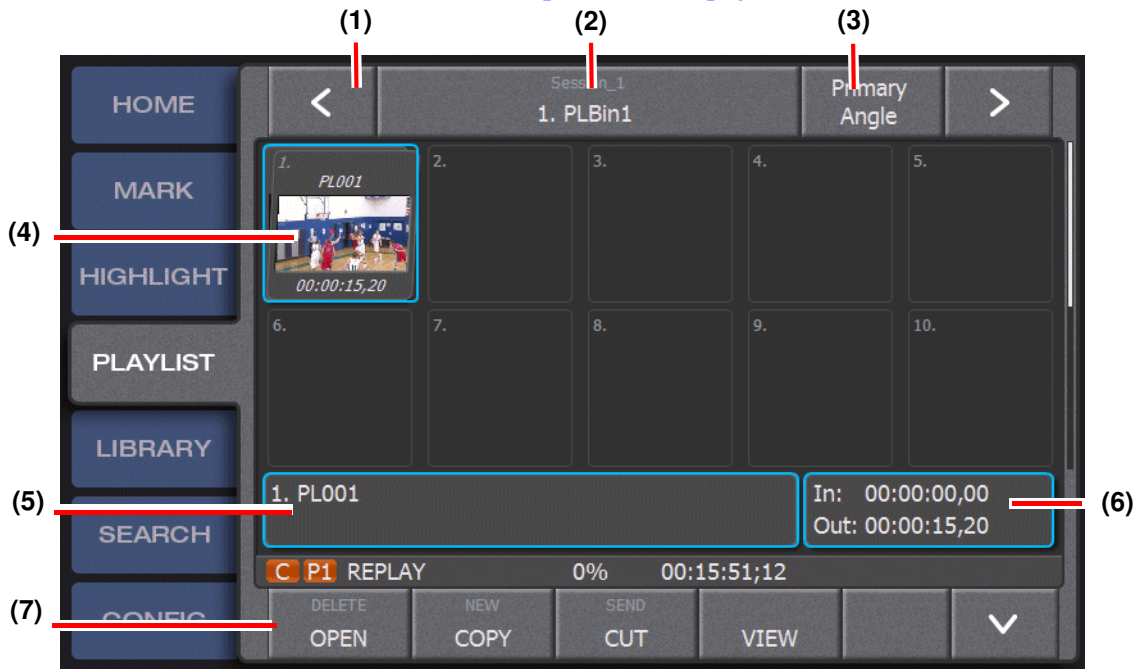 (1)
(2)
(3)
HOME
Session_1
1. PLBin1
Primary
Angle
MARK
1.
PL001
00:00:15,20
2.
3.
4.
5.
(4)
HIGHLIGHT
6.
7.
8.
9.
10.
PLAYLIST
LIBRARY
(5)
1. PL001
In: 00:00:00,00
Out: 00:00:15,20
(6)
SEARCH
C P1 REPLAY 0% 00:15:51;12
(7)
CONFIG
DELETE
OPEN
NEW
COPY
SEND
CUT
VIEW